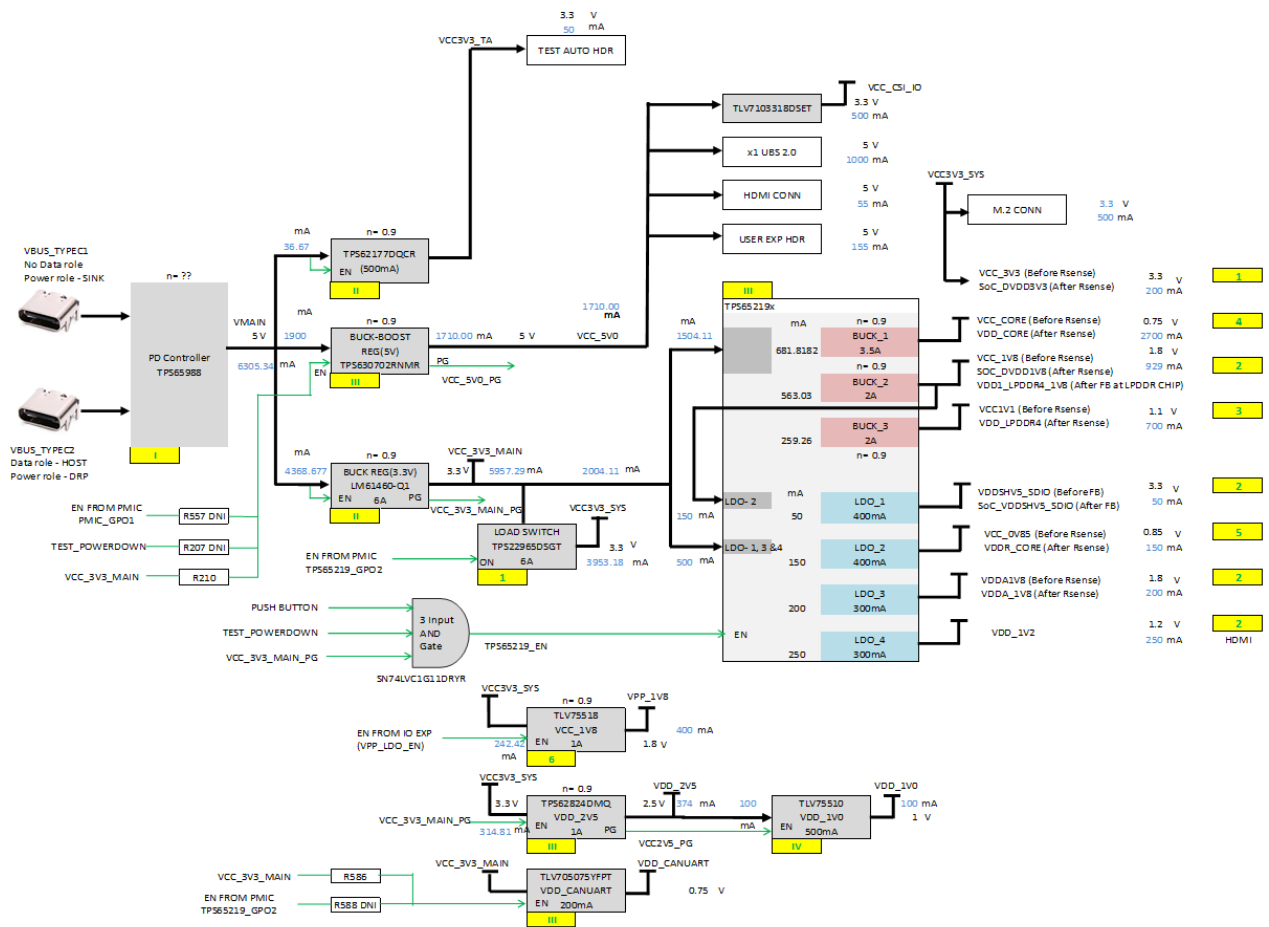 3.3 V
50 mA
VCC3V3_TA
TEST AUTO HDR
VCC_CSI_IO
TLV7103318DSET
3.3 V
500 mA
x1 UBS 2.0
5 V
1000 mA
HDMI CONN
5 V
55 mA
USER EXP HDR
5 V
155 mA
VCC3V3_SYS
M.2 CONN
3.3 V
500 mA
VBUS_TYPEC1
No Data role
Power role - SINK
n= ??
PD Controller
TPS65988
I
VBUS_TYPEC2
Data role - HOST
Power role - DRP
VMAIN
5 V
6305.34 mA
mA
36.67
n= 0.9
TPS62177DQCR
(500mA)
EN
II
mA
1900
n= 0.9
BUCK-BOOST
REG(5V)
TPS630702RNMR
EN
III
PG
VCC_5V0_PG
1710.00 mA
5 V
VCC_5V0
1710.00
mA
mA
4368.677
n= 0.9
BUCK REG(3.3V)
LM61460-Q1
EN
6A
PG
II
VCC_3V3_MAIN_PG
VCC_3V3_MAIN
3.3 V
5957.29 mA
2004.11 mA
LOAD SWITCH
TPS22965DSGT
ON
6A
1
VCC3V3_SYS
3.3 V
3953.18 mA
EN FROM PMIC
TPS65219_GPO2
EN FROM PMIC
PMIC_GPO1
R557 DNI
TEST_POWERDOWN
R207 DNI
VCC_3V3_MAIN
R210
PUSH BUTTON
TEST_POWERDOWN
VCC_3V3_MAIN_PG
3 Input
AND
Gate
SN74LVC1G11DRYR
TPS65219_EN
III
TPS65219x
mA
1504.11
mA
n= 0.9
BUCK_1
3.5A
681.8182
n= 0.9
BUCK_2
2A
563.03
BUCK_3
2A
259.26
n= 0.9
LDO- 2
150 mA
LDO- 1, 3 &4
500 mA
mA
LDO_1
400mA
50
LDO_2
400mA
150
LDO_3
300mA
200
LDO_4
300mA
250
EN
VCC_3V3 (Before Rsense)
SoC_DVDD3V3 (After Rsense)
3.3 V
200 mA
1
VCC_CORE (Before Rsense)
VDD_CORE (After Rsense)
0.75 V
2700 mA
4
VCC_1V8 (Before Rsense)
SOC_DVDD1V8 (After Rsense)
VDD1_LPDDR4_1V8 (After FB at LPDDR CHIP)
1.8 V
929 mA
2
VCC1V1 (Before Rsense)
VDD_LPDDR4 (After Rsense)
1.1 V
700 mA
3
VDDSHV5_SDIO (Before FB)
SoC_VDDSHV5_SDIO (After FB)
3.3 V
50 mA
2
VCC_0V85 (Before Rsense)
VDDR_CORE (After Rsense)
0.85 V
150 mA
5
VDDA1V8 (Before Rsense)
VDDA_1V8 (After Rsense)
1.8 V
200 mA
2
VDD_1V2
1.2 V
250 mA
2
HDMI
VCC3V3_SYS
n= 0.9
TLV75518
VCC_1V8
EN
1A
6
EN FROM IO EXP
(VPP_LDO_EN)
242.42
mA
VPP_1V8
400 mA
1.8 V
VCC3V3_SYS
3.3 V
n= 0.9
TPS62824DMQ
VDD_2V5
EN
1A
PG
III
VCC_3V3_MAIN_PG
314.81 mA
VDD_2V5
2.5 V
374 mA
100
mA
VCC2V5_PG
TLV75510
VDD_1V0
EN
500mA
IV
VDD_1V0
100 mA
1 V
VCC_3V3_MAIN
TLV705075YFPT
VDD_CANUART
EN
200mA
III
VDD_CANUART
0.75 V
VCC_3V3_MAIN
R586
EN FROM PMIC
TPS65219_GPO2
R588 DNI